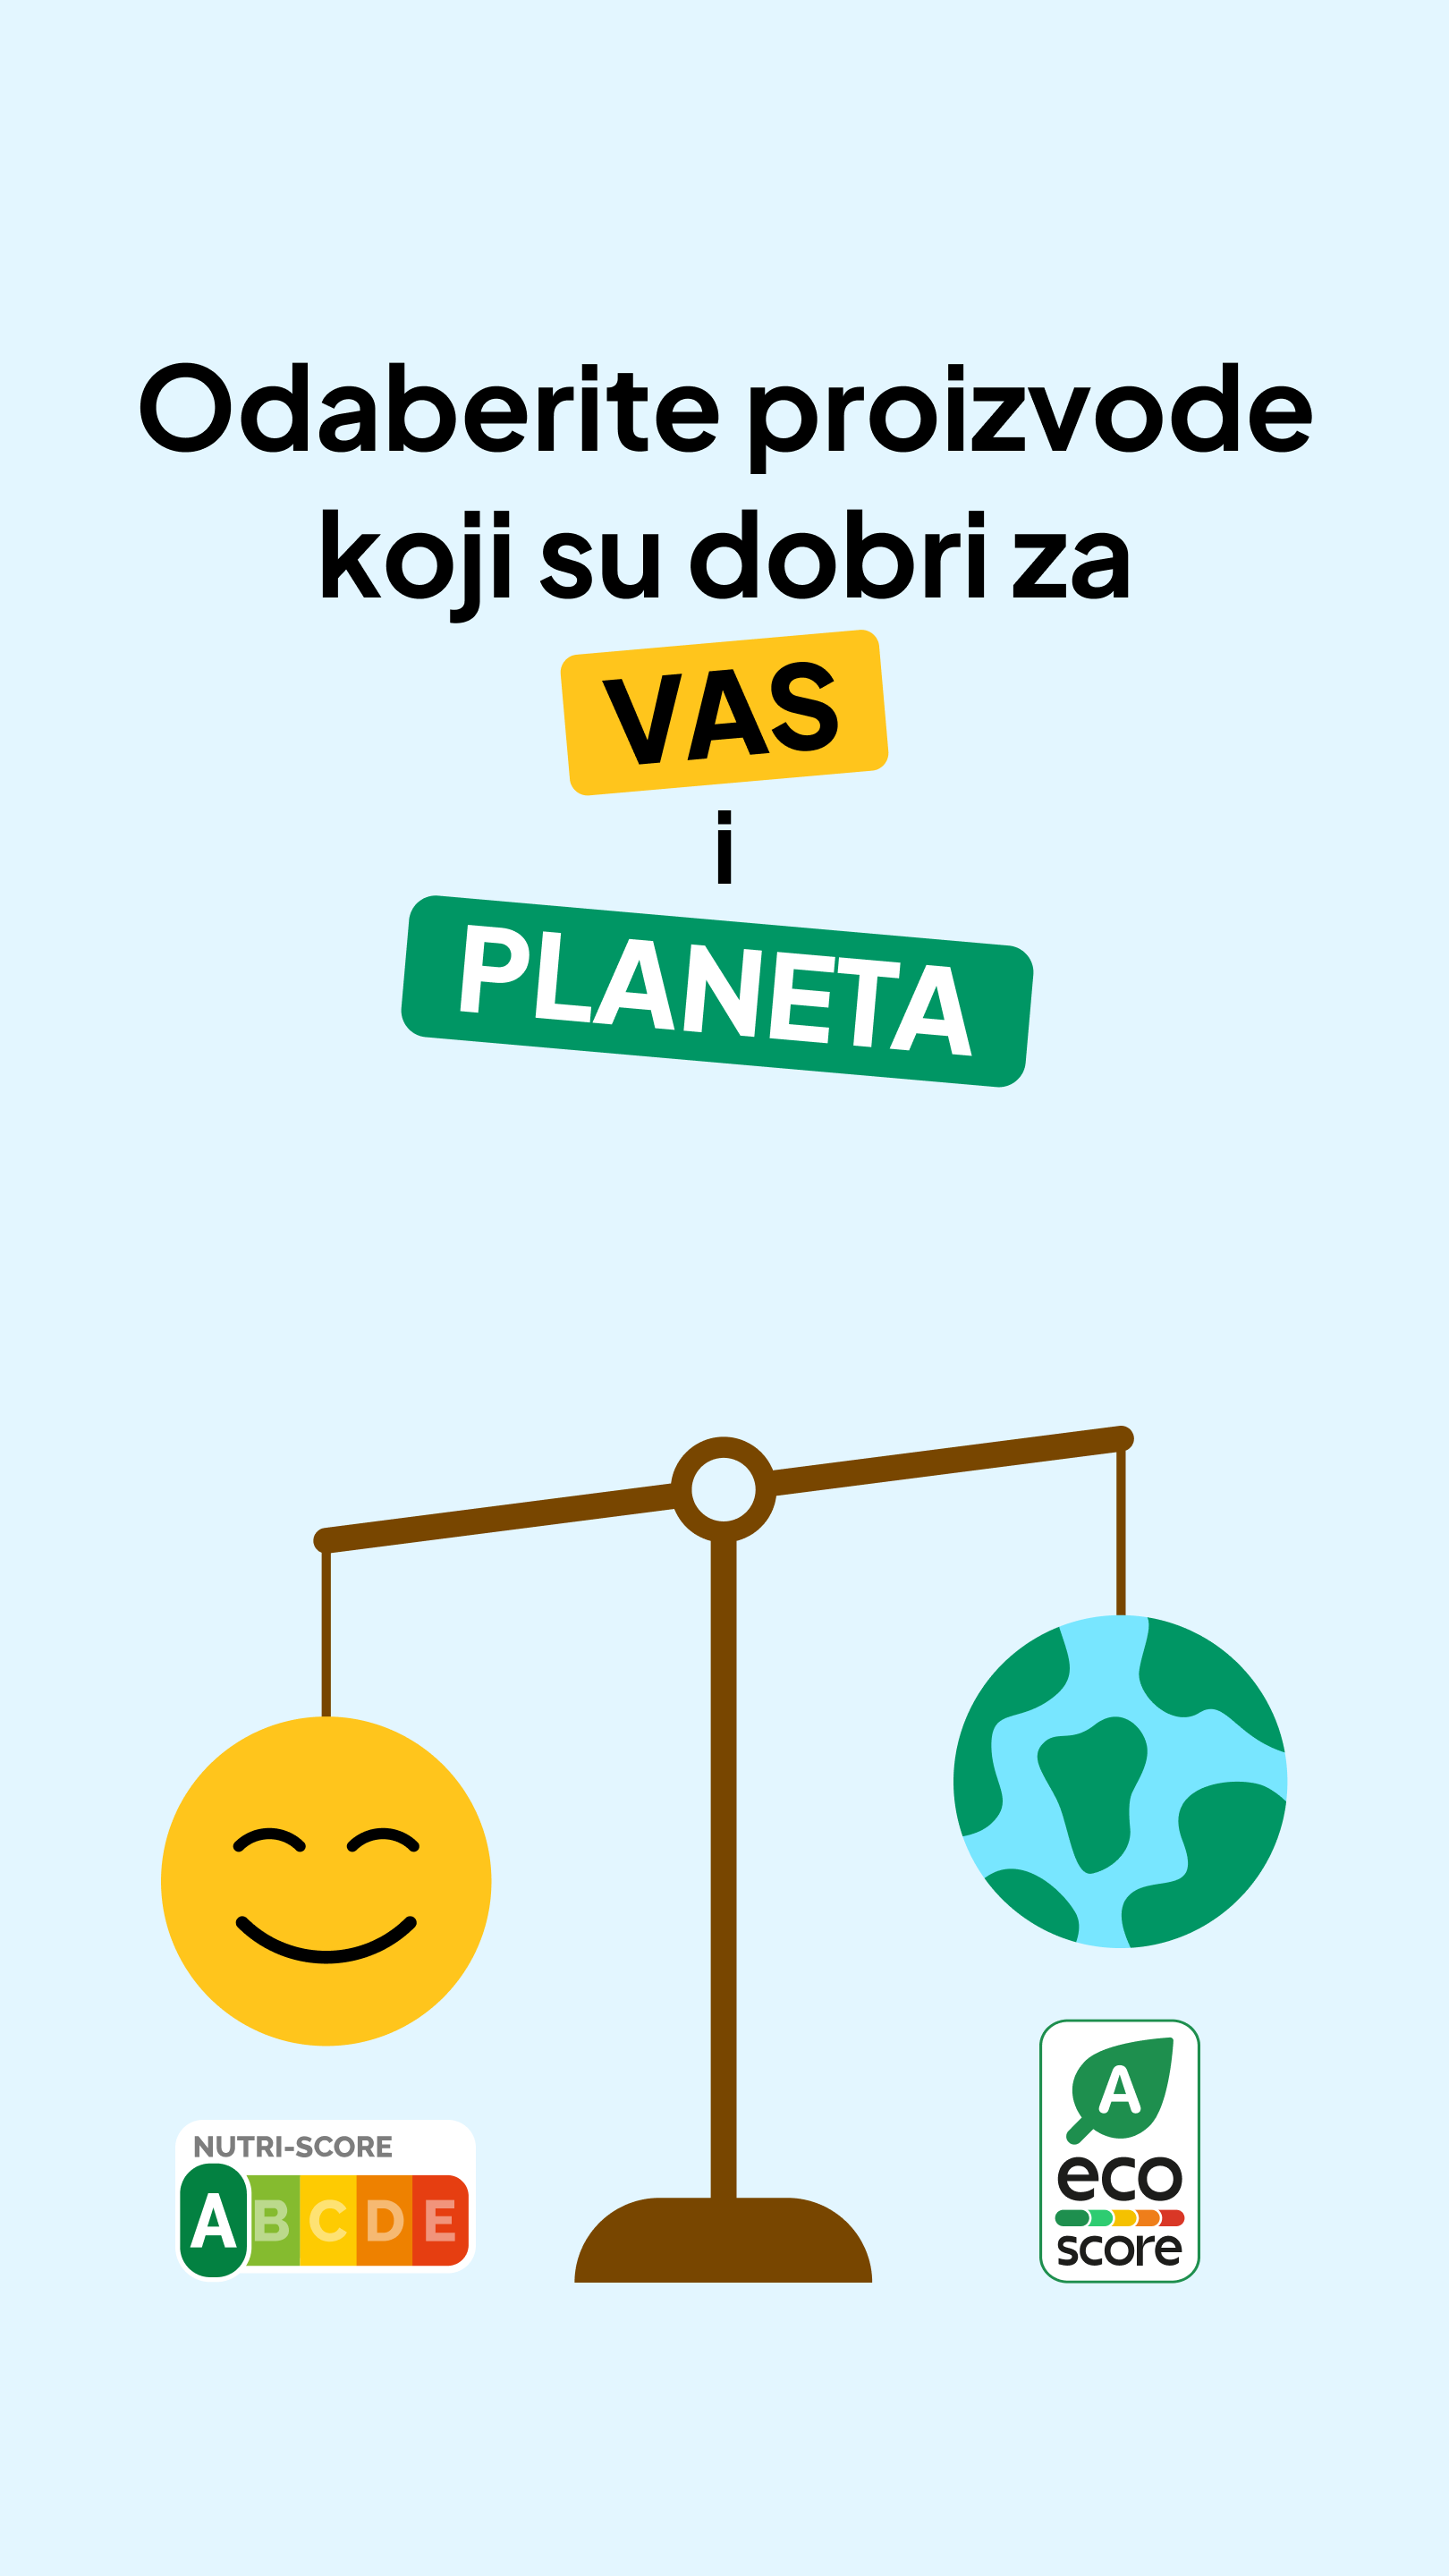 Odaberite proizvode
koji su dobri za
VAS
i
PLANETA
NUTRI-SCORE
A B C D E
A
eco
score